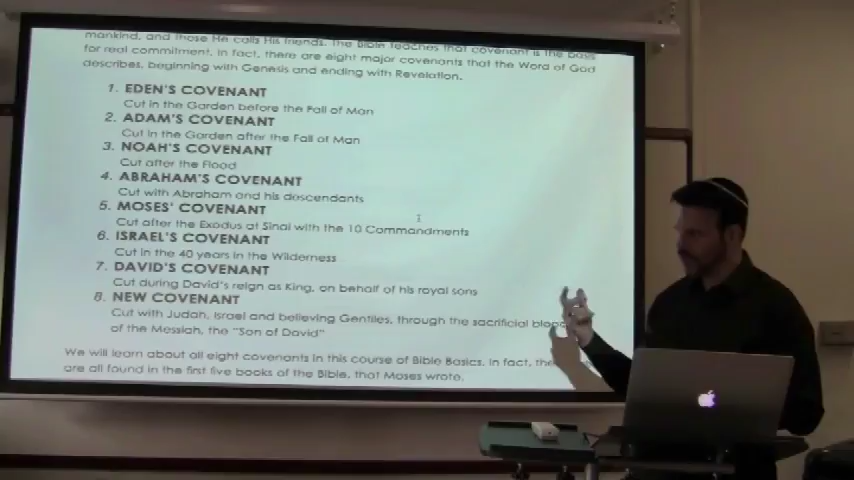 mankind, and those He calls His friends. The Bible teaches that covenant is the basis
for real commitment. In fact, there are eight major covenants that the Word of God
describes, beginning with Genesis and ending with Revelation.
1. EDEN'S COVENANT
Cut in the Garden before the Fall of Man
2. ADAM'S COVENANT
Cut in the Garden after the Fall of Man
3. NOAH'S COVENANT
Cut after the Flood
4. ABRAHAM'S COVENANT
Cut with Abraham and his descendants
5. MOSES' COVENANT
Cut after the Exodus at Sinai with the 10 Commandments
6. ISRAEL'S COVENANT
Cut in the 40 years in the Wilderness
7. DAVID'S COVENANT
Cut during David's reign as King, on behalf of his royal sons
8. NEW COVENANT
Cut with Judah, Israel and believing Gentiles, through the sacrificial
of the Messiah, the "Son of David"
We will learn about all eight covenants in this course of Bible Basics. In fact,
are all found in the first five books of the Bible, that Moses wrote.